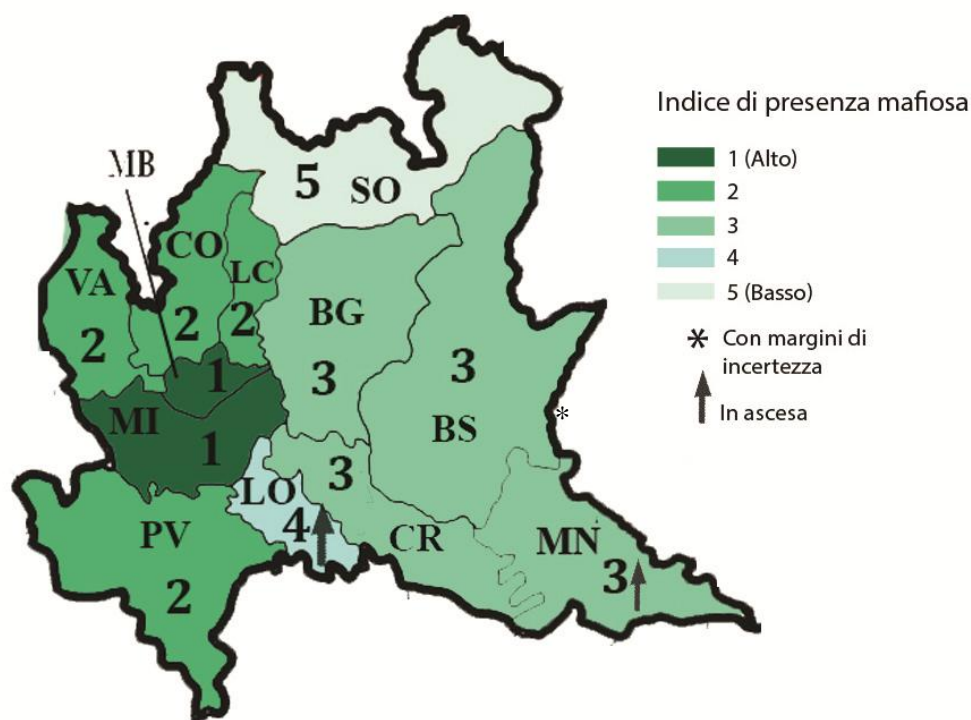 Indice di presenza mafiosa
1 (Alto)
2
3
4
5 (Basso)
* Con margini di
incertezza
In ascesa
MB
5
SO
CO
VA
LC
2
2
2
BG
3
3
1
MI
1
BS
*
3
LO
4
PV
2
CR
MN
3